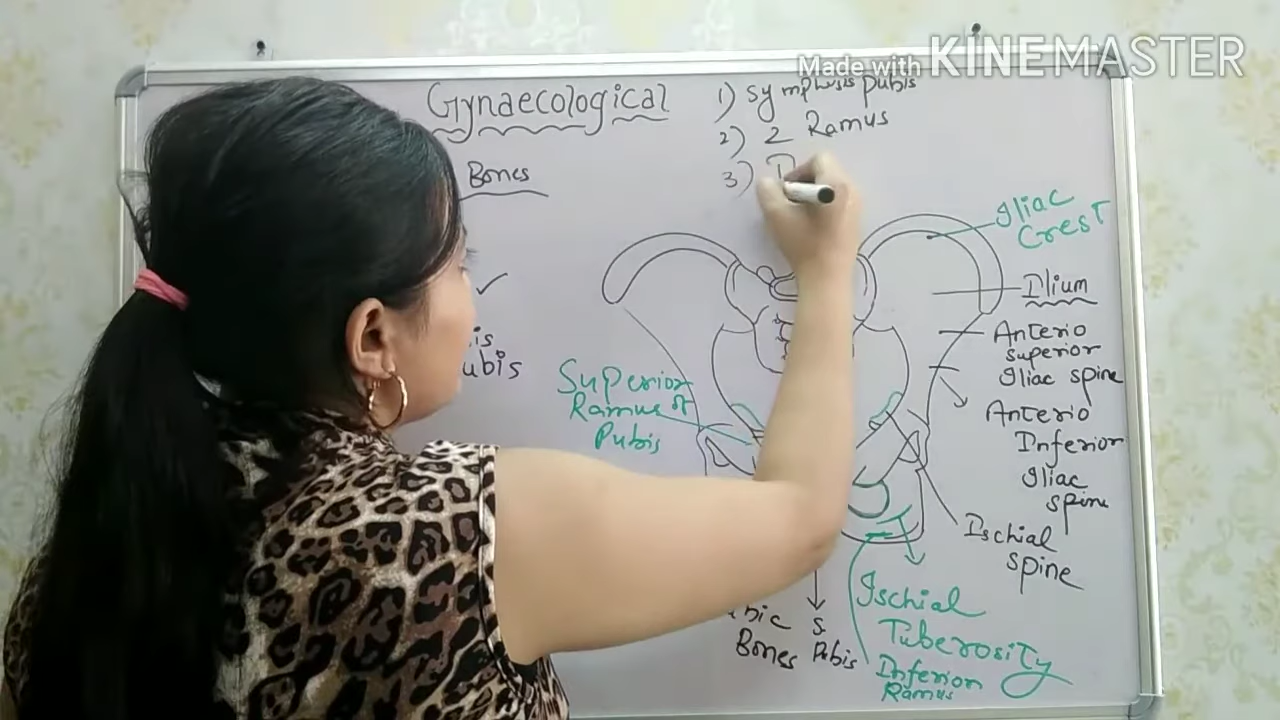 Made with KINEMASTER
Gynaecological
Bones
1) Symphysis pubis
2) 2 Ramus
3)
Iliac
Crest
Ilium
Anterio
superior
Iliac spine
Anterio
Inferior
Iliac
spine
Ischial
spine
Superior
Ramus of
Pubis
Ischial
Tuberosity
Inferior
Ramus
S.
Bones Pubis